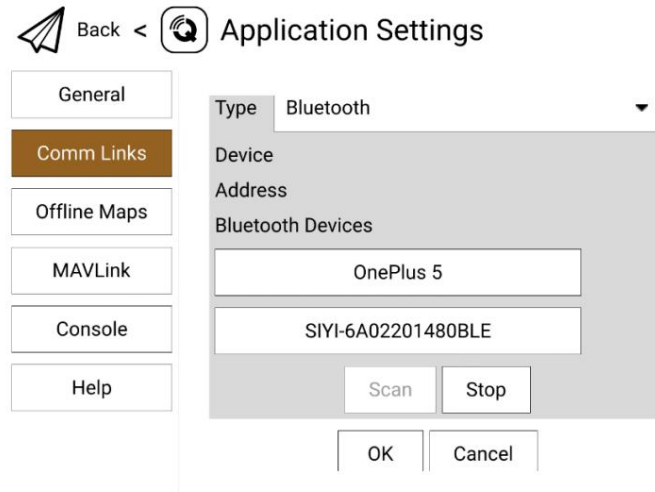 Back < Application Settings
General
Comm Links
Offline Maps
MAVLink
Console
Help
Type Bluetooth
Device
Address
Bluetooth Devices
OnePlus 5
SIYI-6A02201480BLE
Scan Stop
OK Cancel